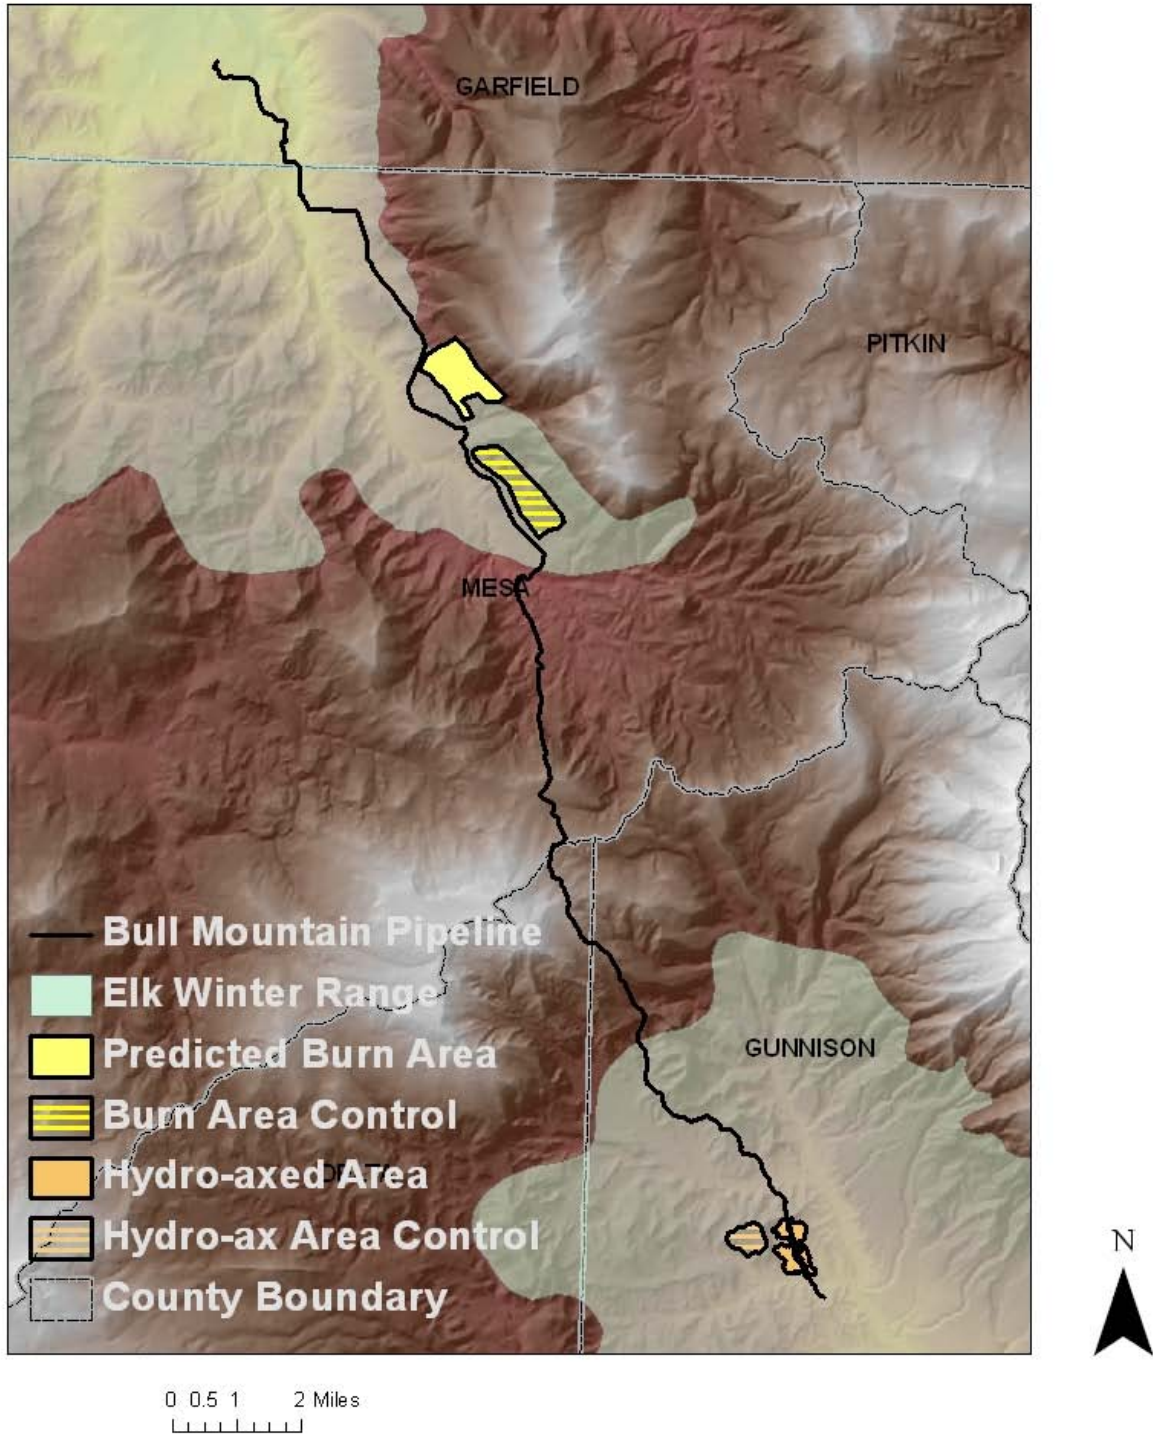 GARFIELD
PITKIN
MESA
Bull Mountain Pipeline
Elk Winter Range
Predicted Burn Area
GUNNISON
Burn Area Control
Hydro-axed Area
Hydro-ax Area Control
County Boundary
N
0 0.5 1 2 Miles